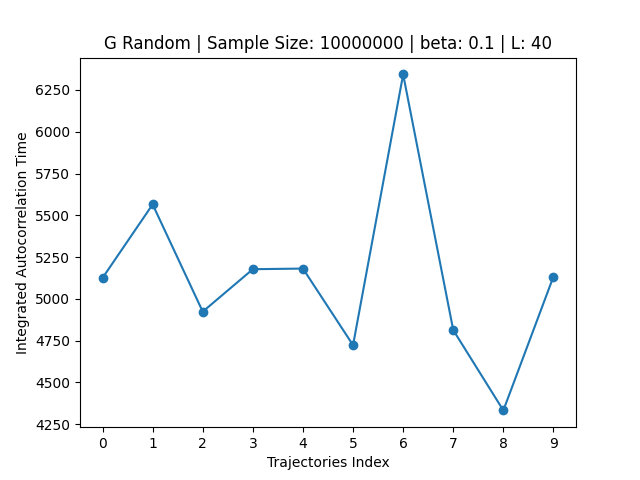 G Random | Sample Size: 10000000 | beta: 0.1 | L: 40
Integrated Autocorrelation Time
6250
6000
5750
5500
5250
5000
4750
4500
4250
0 1 2 3 4 5 6 7 8 9
Trajectories Index